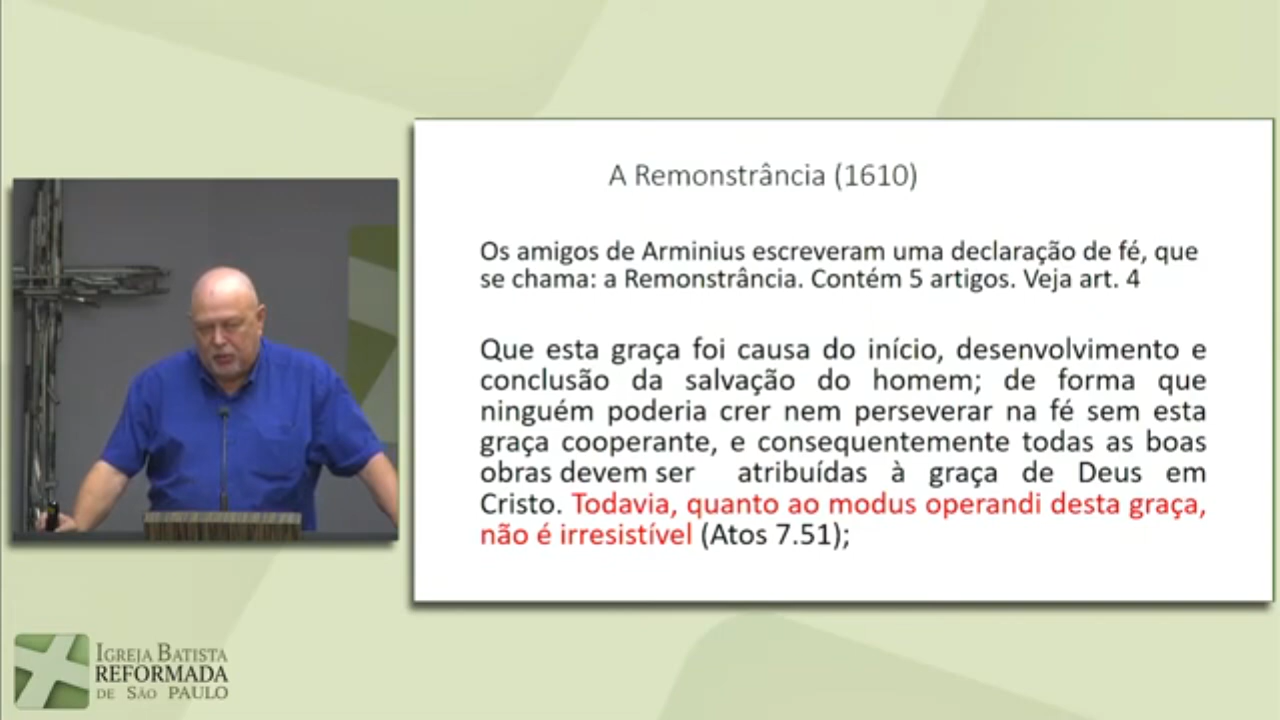 A Remonstrância (1610)
Os amigos de Arminius escreveram uma declaração de fé, que
se chama: a Remonstrância. Contém 5 artigos. Veja art. 4
Que esta graça foi causa do início, desenvolvimento e
conclusão da salvação do homem; de forma que
ninguém poderia crer nem perseverar na fé sem esta
graça cooperante, e consequentemente todas as boas
obras devem ser atribuídas à graça de Deus em
Cristo. Todavia, quanto ao modus operandi desta graça,
não é irresistível (Atos 7.51);
IGREJA BATISTA
REFORMADA
DE SÃO PAULO